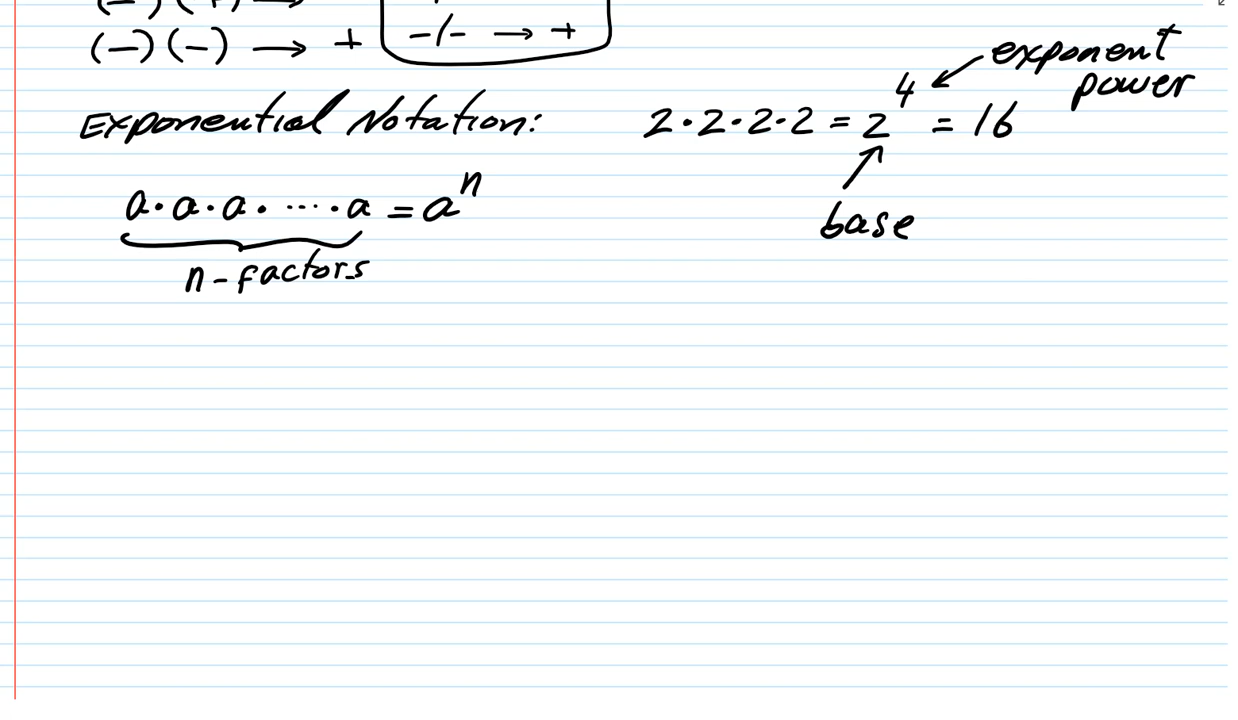 (−)(−) → +
−/− → +
Exponential Notation: 2·2·2·2 = 2⁴ = 16
exponent
power
base
a·a·a·····a = aⁿ
n-factors